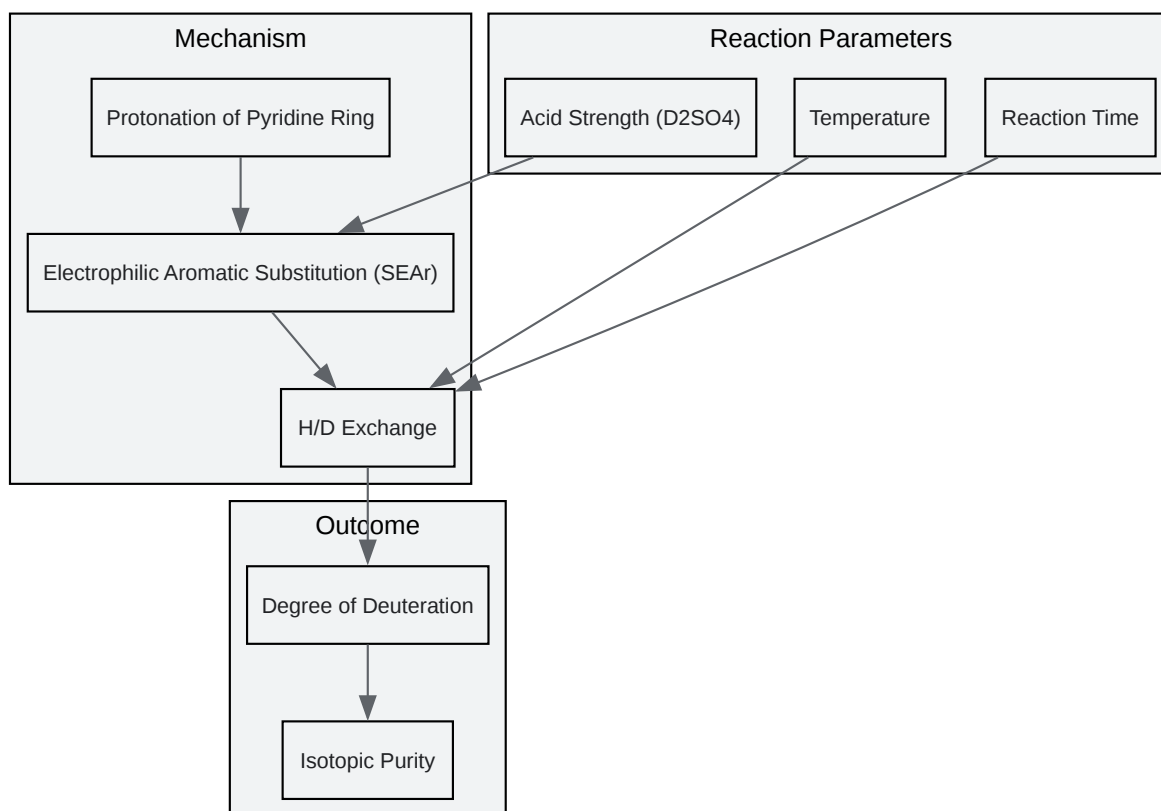 Mechanism
Reaction Parameters
Protonation of Pyridine Ring
Acid Strength (D2SO4)
Temperature
Reaction Time
Electrophilic Aromatic Substitution (SEAr)
H/D Exchange
Outcome
Degree of Deuteration
Isotopic Purity